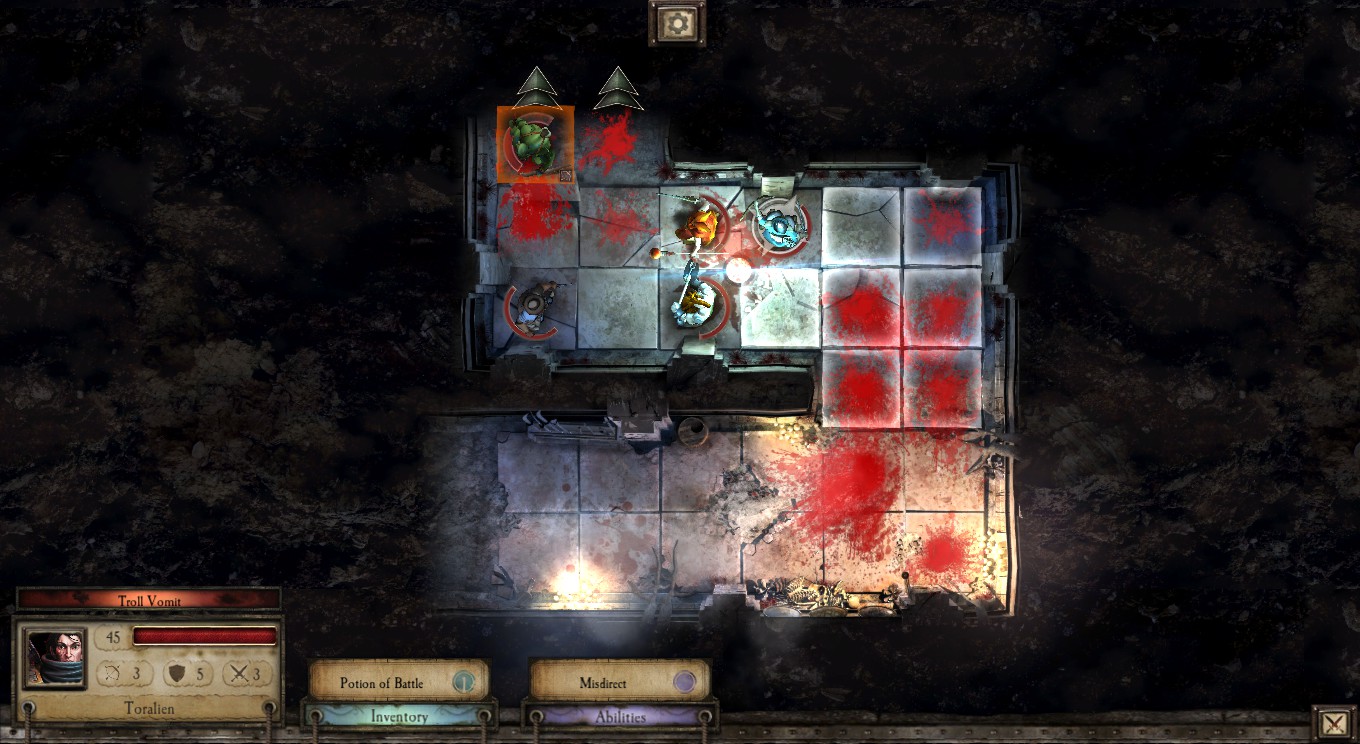 Troll Vomit
45
3
5
3
Toralien
Potion of Battle
Inventory
Misdirect
Abilities